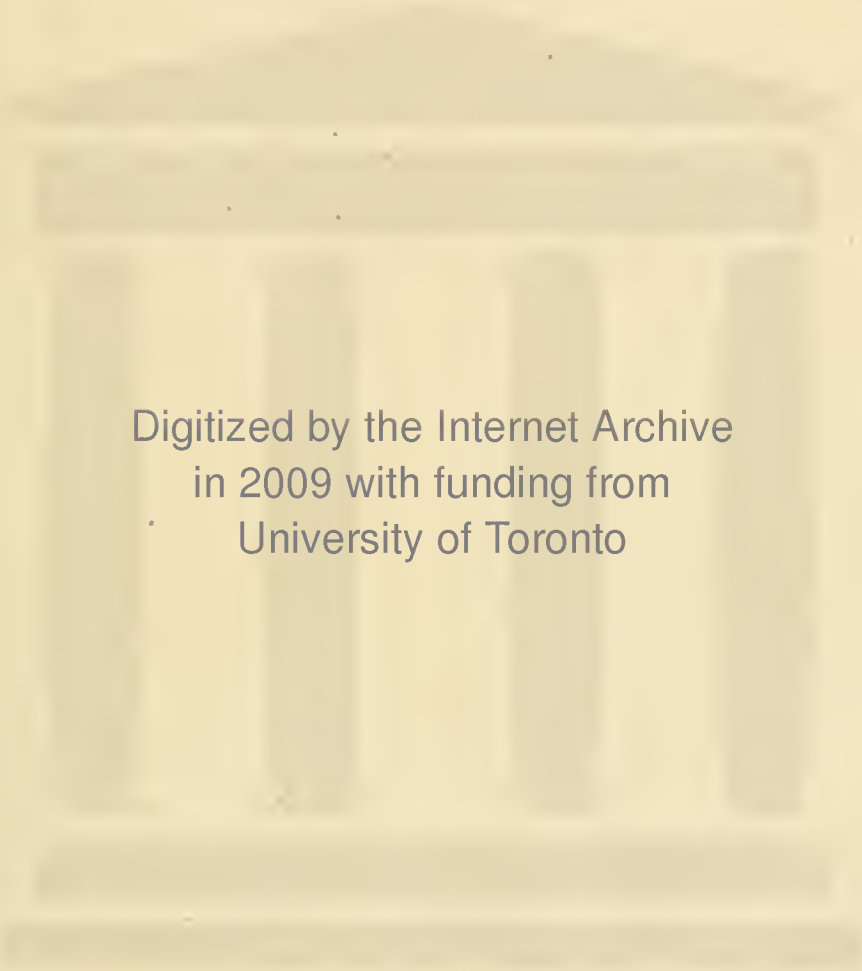 Digitized by the Internet Archive
in 2009 with funding from
University of Toronto